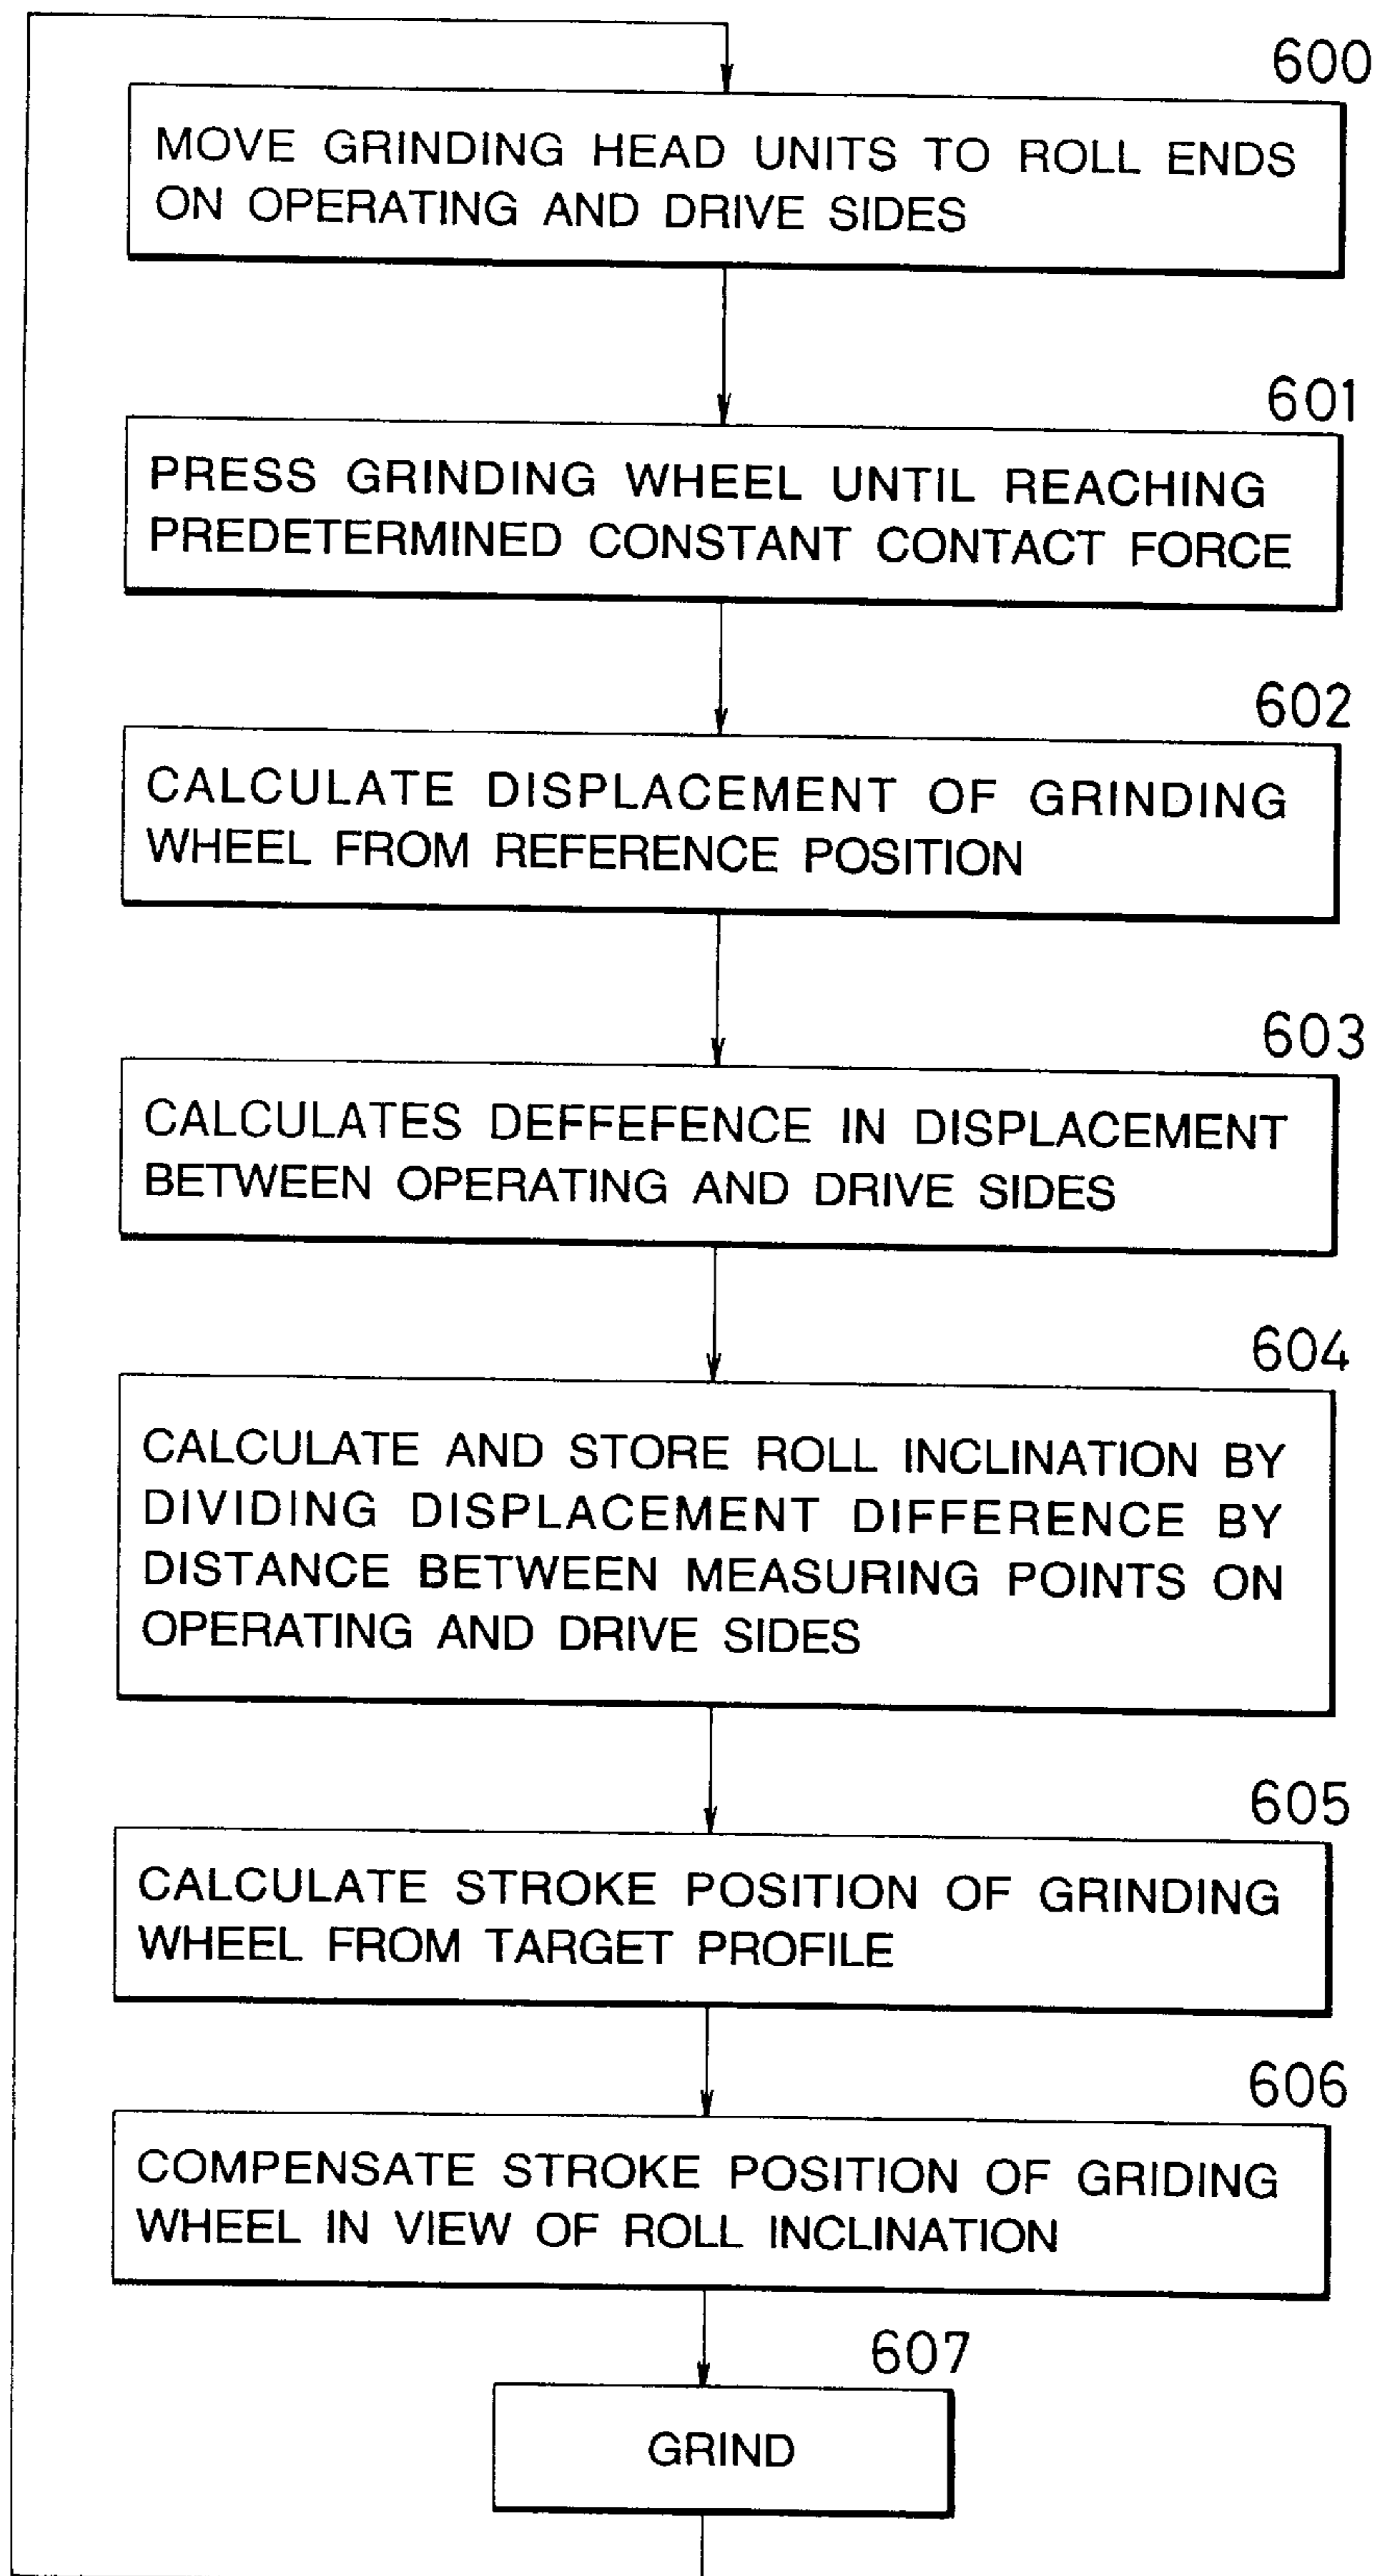 600
MOVE GRINDING HEAD UNITS TO ROLL ENDS
ON OPERATING AND DRIVE SIDES
601
PRESS GRINDING WHEEL UNTIL REACHING
PREDETERMINED CONSTANT CONTACT FORCE
602
CALCULATE DISPLACEMENT OF GRINDING
WHEEL FROM REFERENCE POSITION
603
CALCULATES DEFFEFENCE IN DISPLACEMENT
BETWEEN OPERATING AND DRIVE SIDES
604
CALCULATE AND STORE ROLL INCLINATION BY
DIVIDING DISPLACEMENT DIFFERENCE BY
DISTANCE BETWEEN MEASURING POINTS ON
OPERATING AND DRIVE SIDES
605
CALCULATE STROKE POSITION OF GRINDING
WHEEL FROM TARGET PROFILE
606
COMPENSATE STROKE POSITION OF GRIDING
WHEEL IN VIEW OF ROLL INCLINATION
607
GRIND